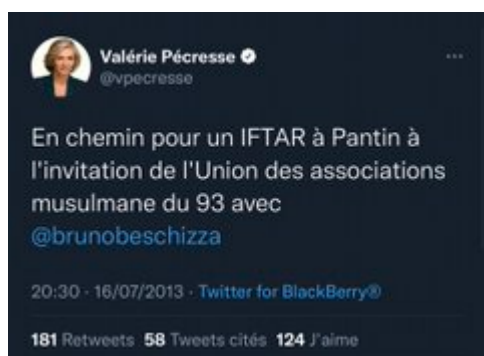 Valérie Pécresse
@vpecresse
En chemin pour un IFTAR à Pantin à
l'invitation de l'Union des associations
musulmane du 93 avec
@brunobeschizza
20:30 · 16/07/2013 · Twitter for BlackBerry®
181 Retweets 58 Tweets cités 124 J'aime